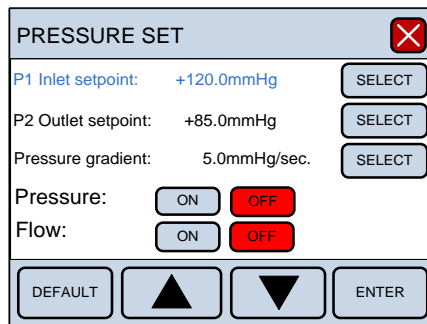 PRESSURE SET
P1 Inlet setpoint: +120.0mmHg SELECT
P2 Outlet setpoint: +85.0mmHg SELECT
Pressure gradient: 5.0mmHg/sec. SELECT
Pressure: ON OFF
Flow: ON OFF
DEFAULT ENTER